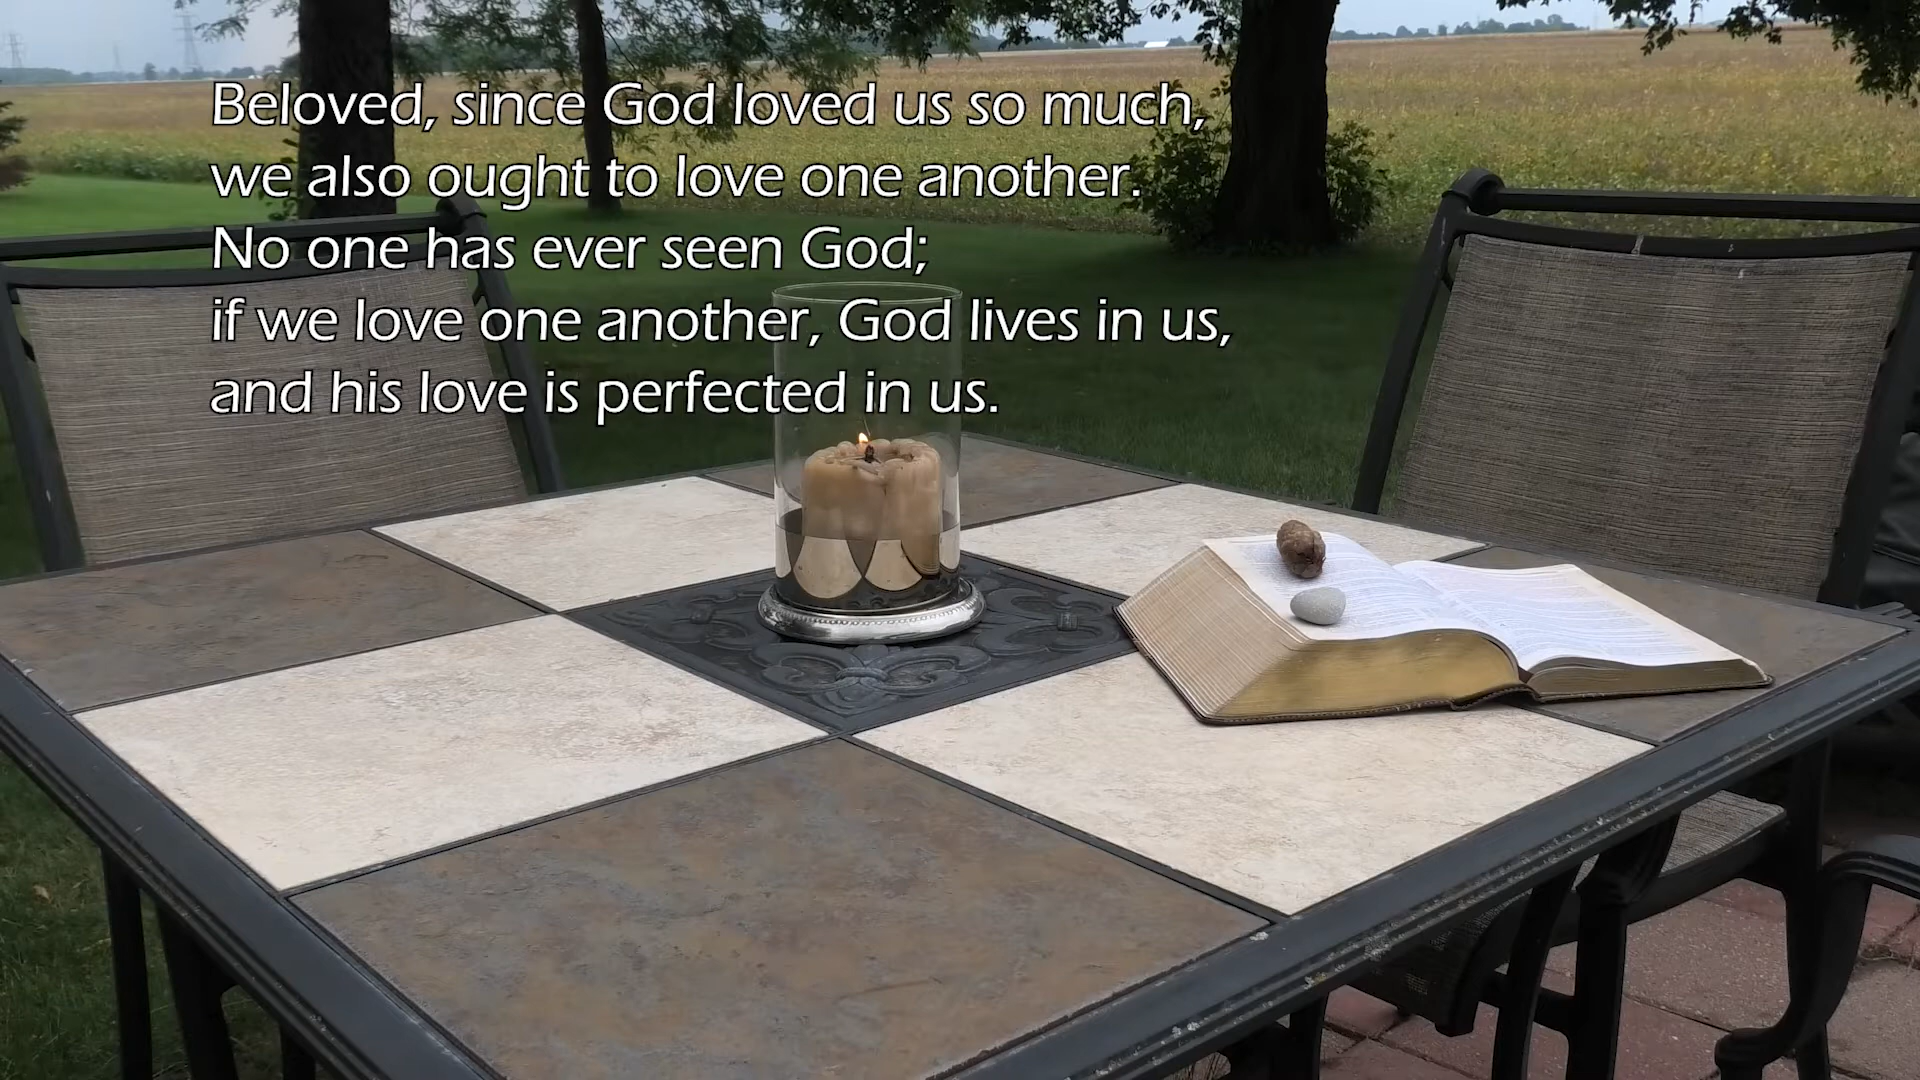 Beloved, since God loved us so much,
we also ought to love one another.
No one has ever seen God;
if we love one another, God lives in us,
and his love is perfected in us.